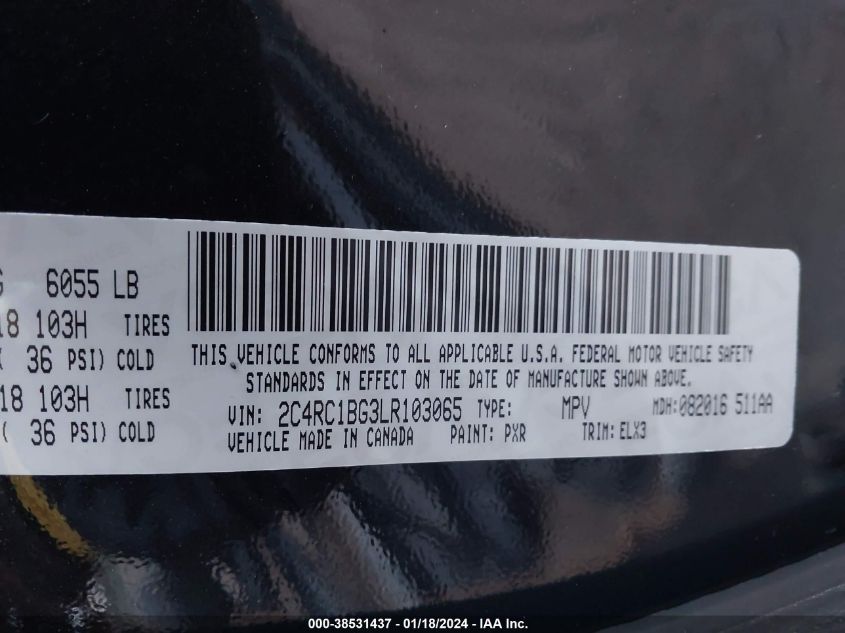 6055 LB
18 103H TIRES
36 PSI) COLD
18 103H TIRES
( 36 PSI) COLD
THIS VEHICLE CONFORMS TO ALL APPLICABLE U.S.A. FEDERAL MOTOR VEHICLE SAFETY
STANDARDS IN EFFECT ON THE DATE OF MANUFACTURE SHOWN ABOVE.
VIN: 2C4RC1BG3LR103065 TYPE: MPV MDH:082016 511AA
VEHICLE MADE IN CANADA PAINT: PXR TRIM: ELX3
000-38531437 - 01/18/2024 - IAA Inc.